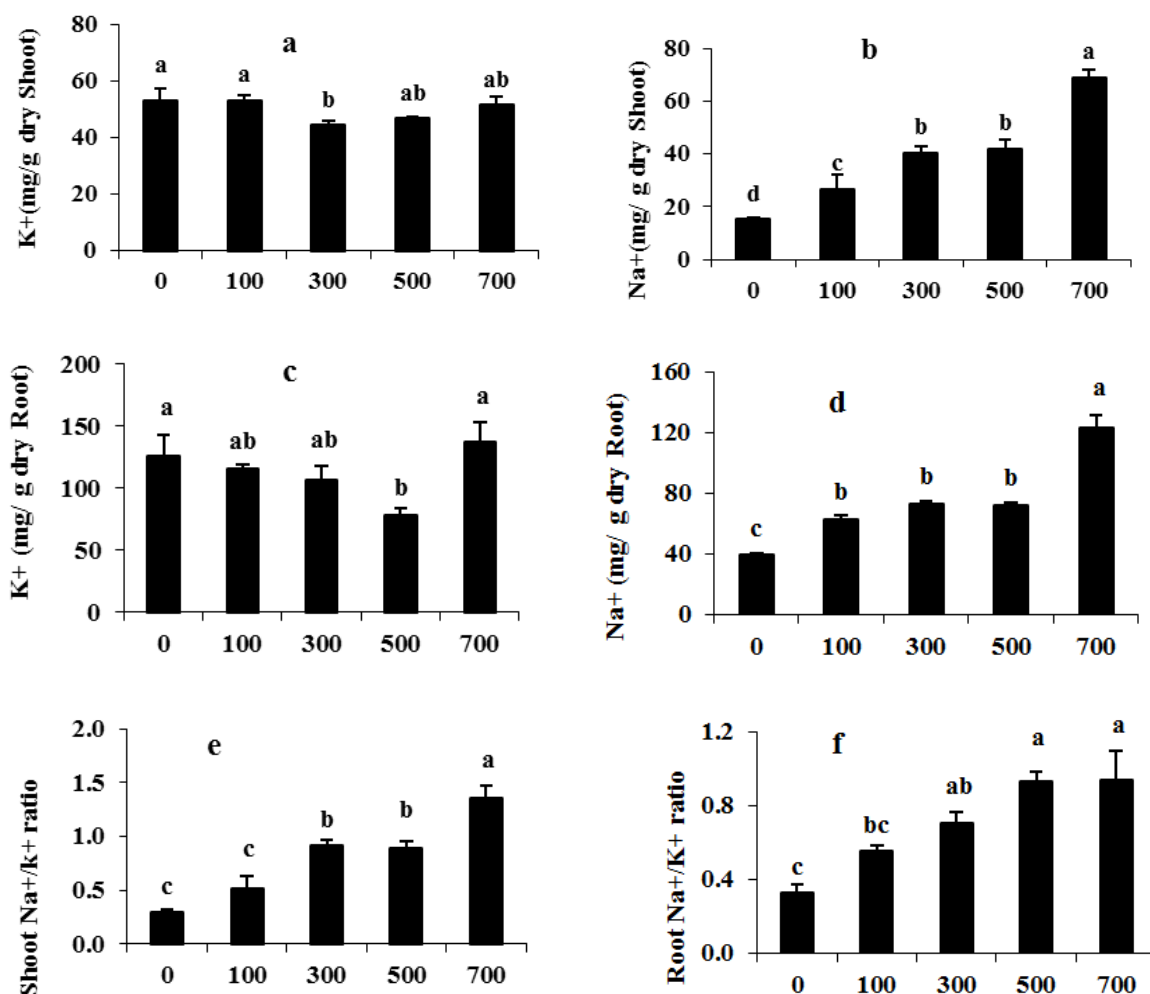 K+(mg/g dry Shoot)
a
80
60
40
20
0
a
a
b
ab
ab
0 100 300 500 700
Na+(mg/ g dry Shoot)
b
80
60
40
20
0
d
c
b
b
a
0 100 300 500 700
K+ (mg/ g dry Root)
c
200
150
100
50
0
a
ab
ab
b
a
0 100 300 500 700
Na+ (mg/ g dry Root)
d
160
120
80
40
0
c
b
b
b
a
0 100 300 500 700
Shoot Na+/k+ ratio
e
2.0
1.5
1.0
0.5
0.0
c
c
b
b
a
0 100 300 500 700
Root Na+/K+ ratio
f
1.2
0.8
0.4
0.0
c
bc
ab
a
a
0 100 300 500 700